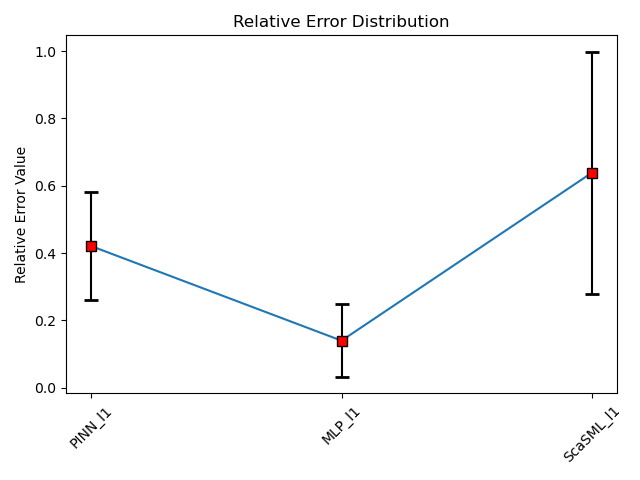 Relative Error Distribution
Relative Error Value
1.0
0.8
0.6
0.4
0.2
0.0
PINN_l1
MLP_l1
ScaSML_l1